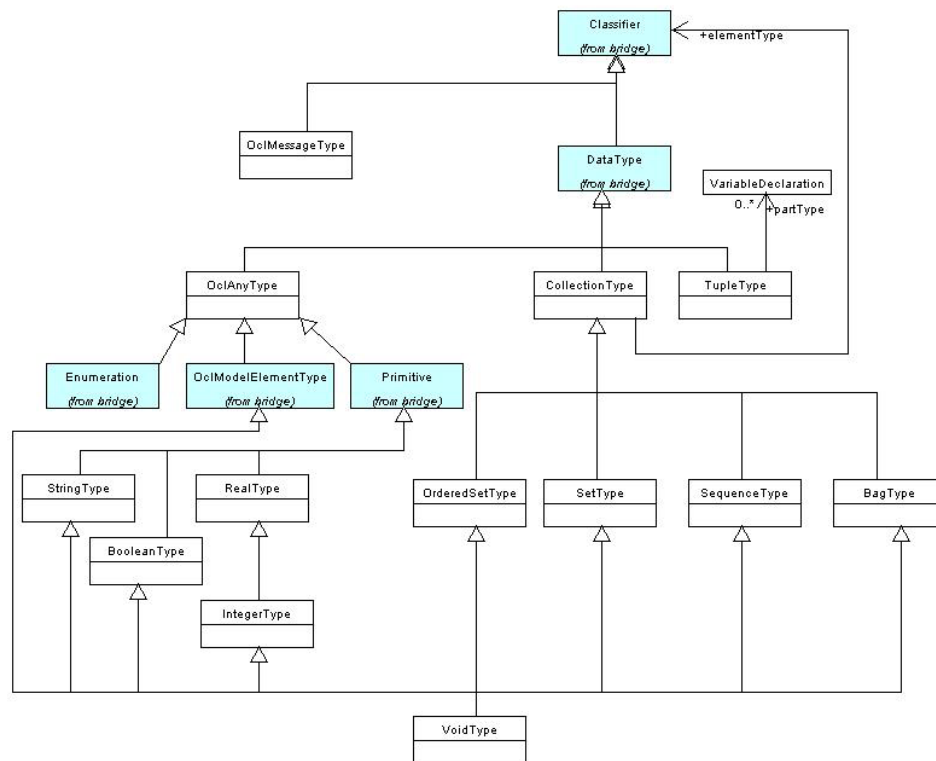 Classifier
(from bridge)
+elementType
OclMessageType
DataType
(from bridge)
VariableDeclaration
0..*
+partType
OclAnyType
CollectionType
TupleType
Enumeration
(from bridge)
OclModelElementType
(from bridge)
Primitive
(from bridge)
StringType
RealType
OrderedSetType
SetType
SequenceType
BagType
BooleanType
IntegerType
VoidType